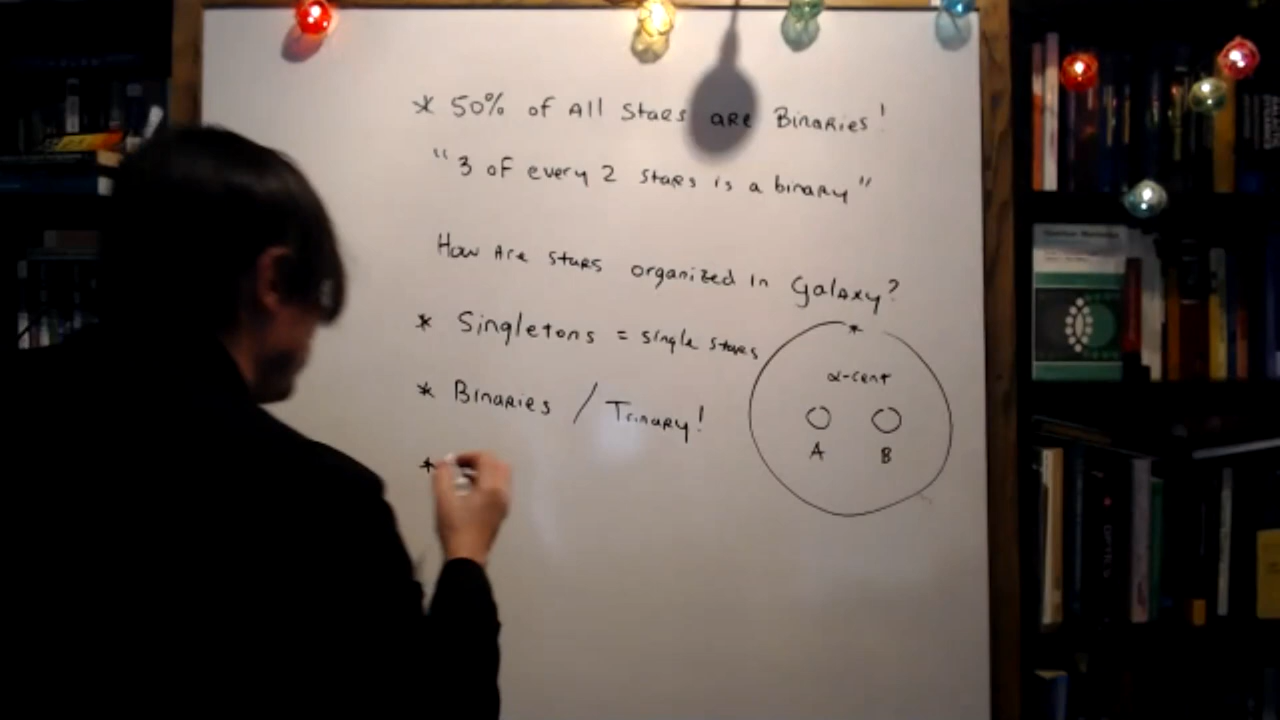 * 50% of All Stars are Binaries!
"3 of every 2 stars is a binary"
How Are stars organized in Galaxy?
* Singletons = single stars
* Binaries / Trinary!
*
α-cent
A B
*